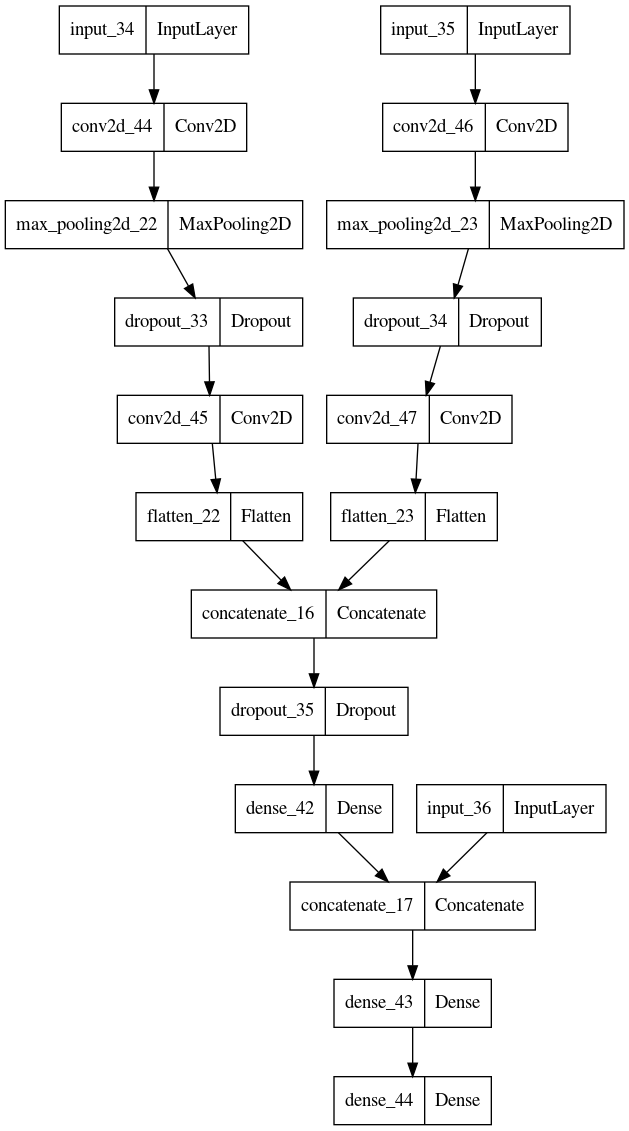 input_34 InputLayer input_35 InputLayer
conv2d_44 Conv2D conv2d_46 Conv2D
max_pooling2d_22 MaxPooling2D max_pooling2d_23 MaxPooling2D
dropout_33 Dropout dropout_34 Dropout
conv2d_45 Conv2D conv2d_47 Conv2D
flatten_22 Flatten flatten_23 Flatten
concatenate_16 Concatenate
dropout_35 Dropout
dense_42 Dense input_36 InputLayer
concatenate_17 Concatenate
dense_43 Dense
dense_44 Dense